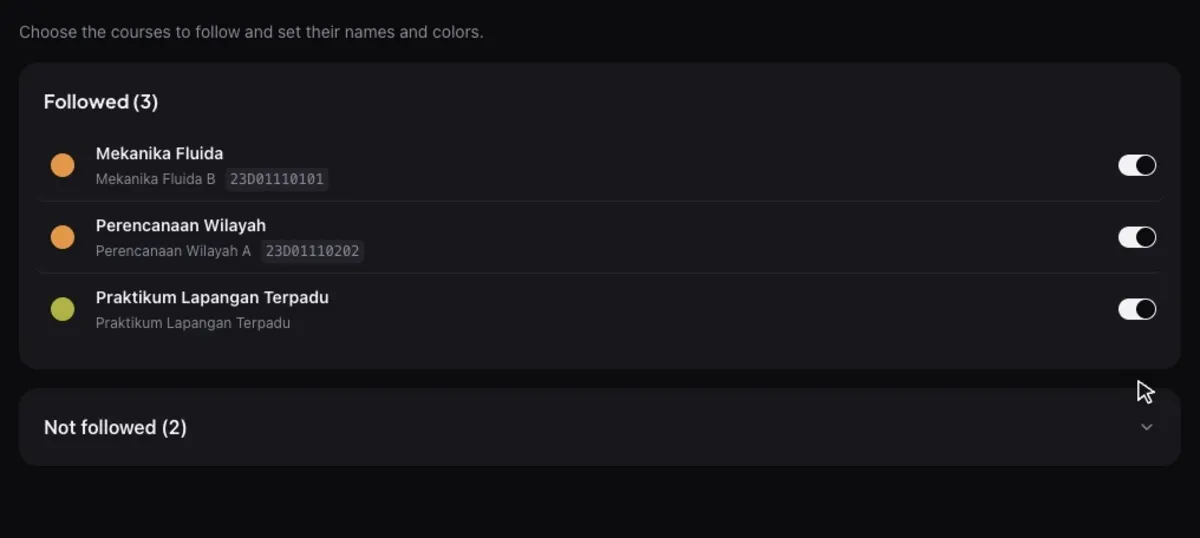 Choose the courses to follow and set their names and colors.
Followed (3)
Mekanika Fluida
Mekanika Fluida B 23D01110101
Perencanaan Wilayah
Perencanaan Wilayah A 23D01110202
Praktikum Lapangan Terpadu
Praktikum Lapangan Terpadu
Not followed (2)